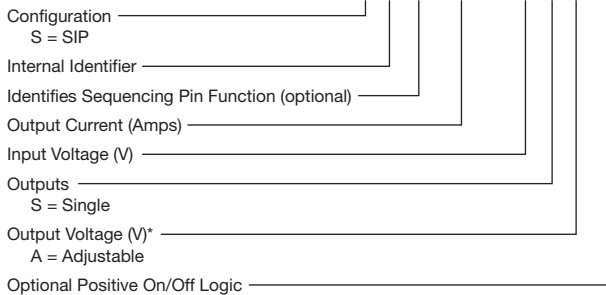 Configuration
S = SIP
Internal Identifier
Identifies Sequencing Pin Function (optional)
Output Current (Amps)
Input Voltage (V)
Outputs
S = Single
Output Voltage (V)*
A = Adjustable
Optional Positive On/Off Logic